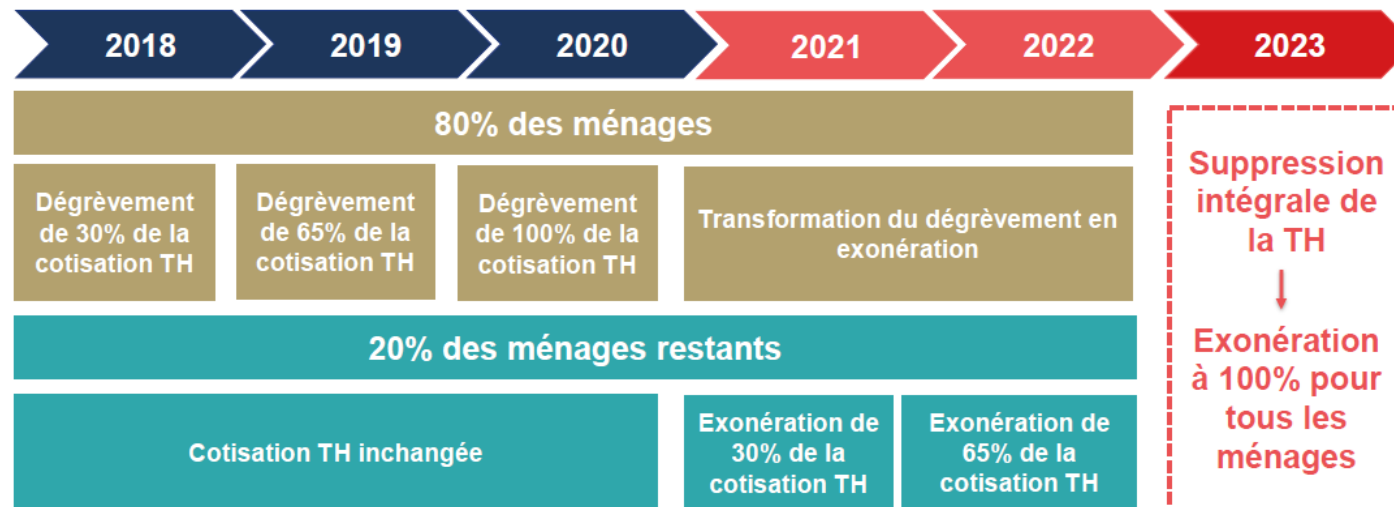 2018 2019 2020 2021 2022 2023
80% des ménages
Dégrèvement
de 30% de la
cotisation TH
Dégrèvement
de 65% de la
cotisation TH
Dégrèvement
de 100% de la
cotisation TH
Transformation du dégrèvement en
exonération
20% des ménages restants
Cotisation TH inchangée
Exonération de
30% de la
cotisation TH
Exonération de
65% de la
cotisation TH
Suppression
intégrale de
la TH
Exonération
à 100% pour
tous les
ménages